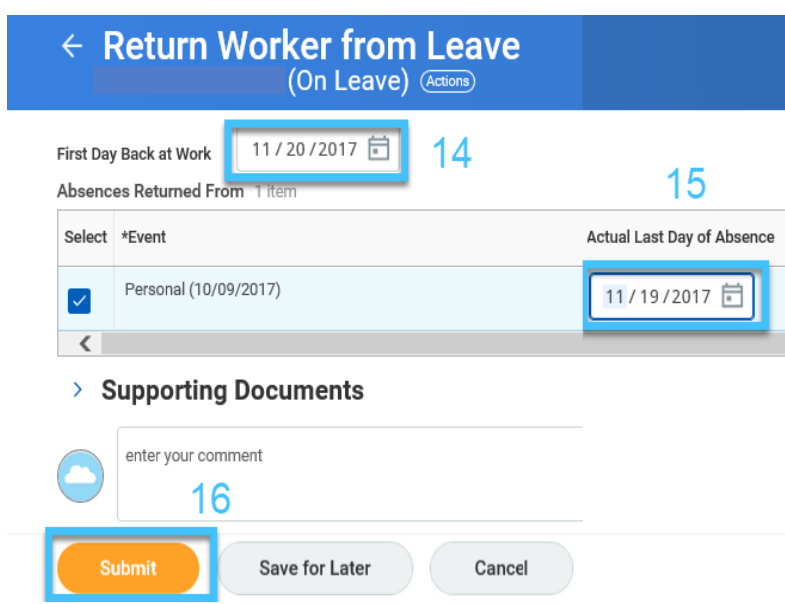 ← Return Worker from Leave
(On Leave) Actions
First Day Back at Work 11 / 20 / 2017 14
Absences Returned From 1 item
15
Select *Event Actual Last Day of Absence
Personal (10/09/2017) 11 / 19 / 2017
Supporting Documents
enter your comment
16
Submit Save for Later Cancel